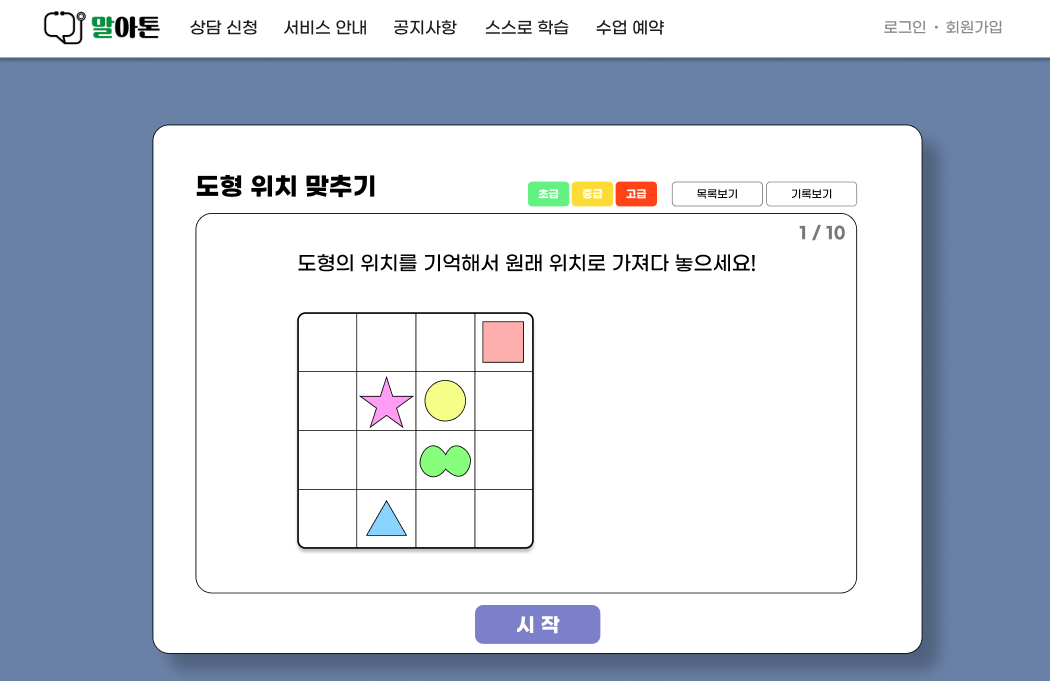 말아톤 상담 신청 서비스 안내 공지사항 스스로 학습 수업 예약 로그인 · 회원가입
도형 위치 맞추기
초급 중급 고급 목록보기 기록보기
1 / 10
도형의 위치를 기억해서 원래 위치로 가져다 놓으세요!
시 작